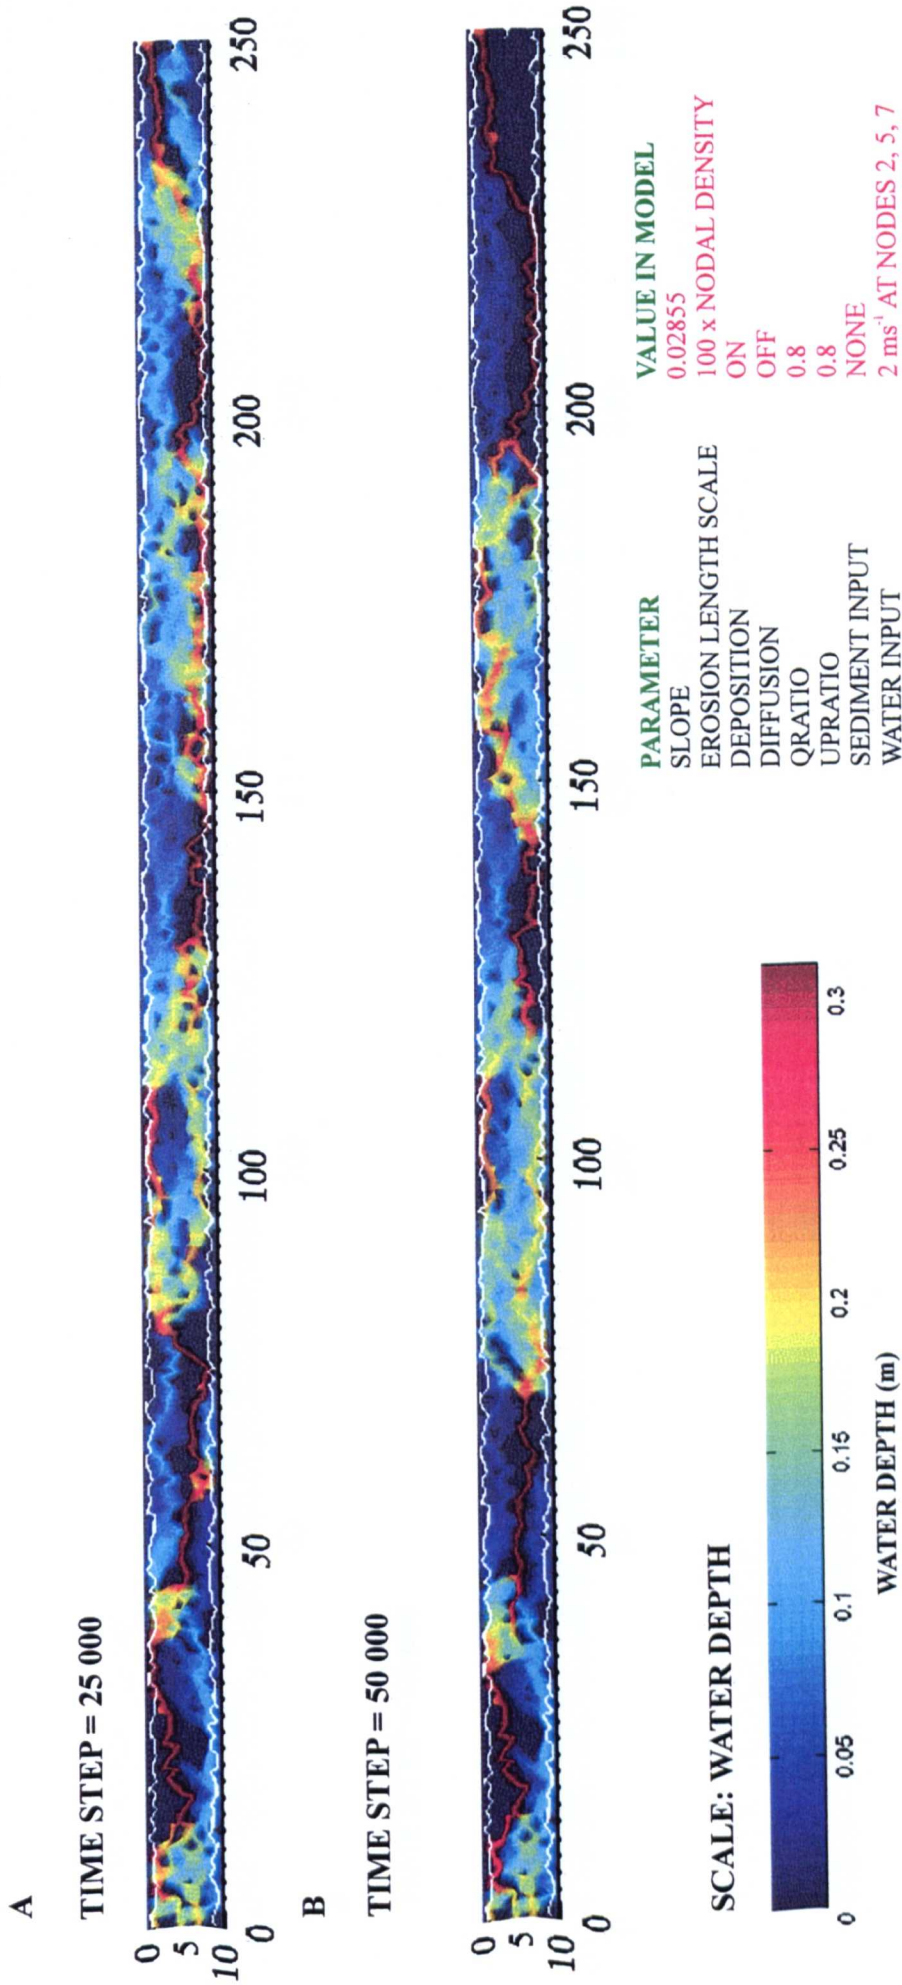 A
TIME STEP = 25 000
0
5
10
0
50
100
150
200
250
B
TIME STEP = 50 000
0
5
10
0
50
100
150
200
250
SCALE: WATER DEPTH
0
0.05
0.1
0.15
0.2
0.25
0.3
WATER DEPTH (m)
PARAMETER VALUE IN MODEL
SLOPE 0.02855
EROSION LENGTH SCALE 100 x NODAL DENSITY
DEPOSITION ON
DIFFUSION OFF
QRATIO 0.8
UPRATIO 0.8
SEDIMENT INPUT NONE
WATER INPUT 2 ms⁻¹ AT NODES 2, 5, 7